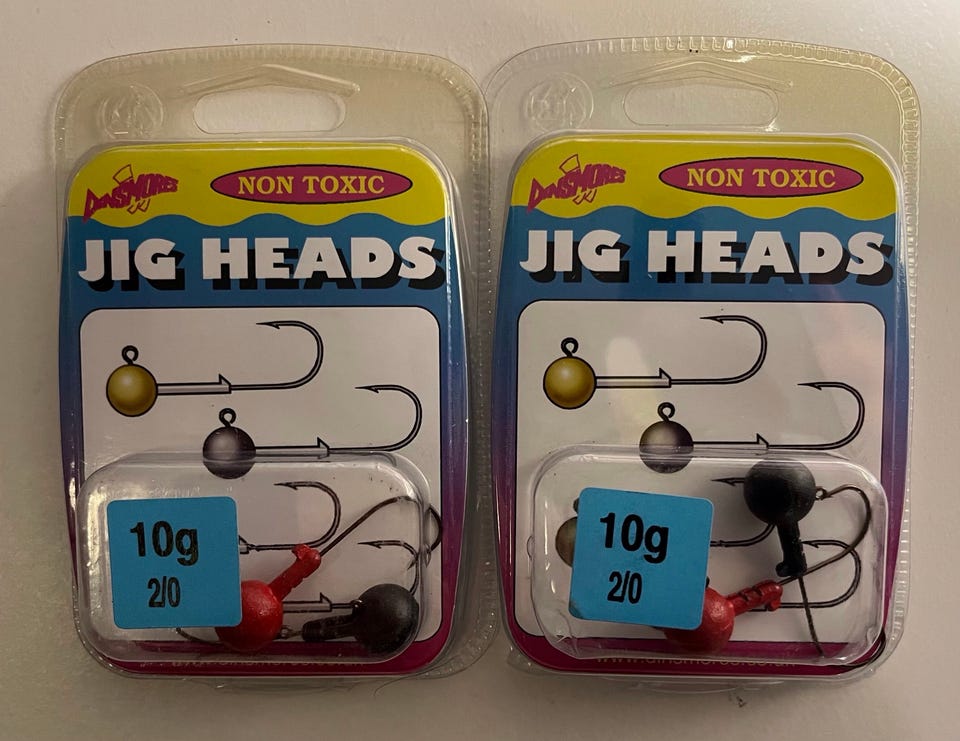 DINSMORES
NON TOXIC
JIG HEADS
10g
2/0
DINSMORES
NON TOXIC
JIG HEADS
10g
2/0